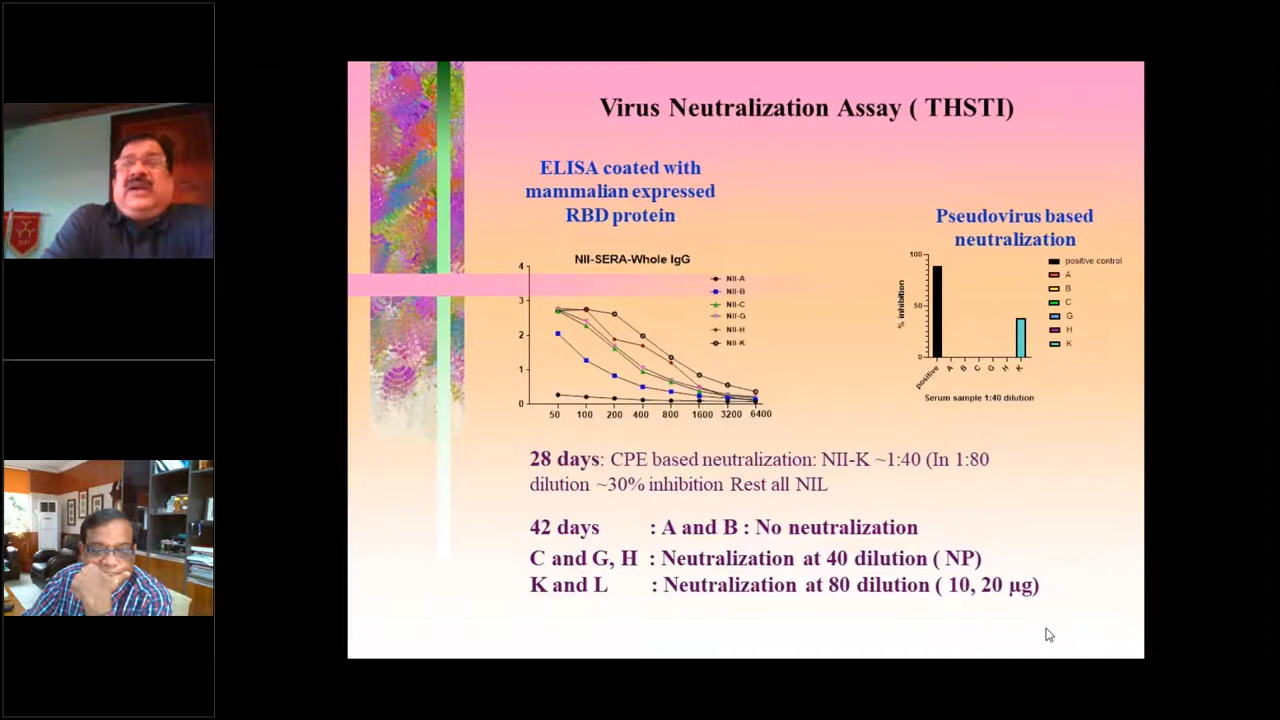 Virus Neutralization Assay ( THSTI)
ELISA coated with
mammalian expressed
RBD protein
Pseudovirus based
neutralization
NII-SERA-Whole IgG
4
3
2
1
0
50 100 200 400 800 1600 3200 6400
NII-A
NII-B
NII-C
NII-G
NII-H
NII-K
% inhibition
100
50
0
positive A B C G H K
Serum sample 1:40 dilution
positive control
A
B
C
G
H
K
28 days: CPE based neutralization: NII-K ~1:40 (In 1:80
dilution ~30% inhibition Rest all NIL
42 days : A and B : No neutralization
C and G, H : Neutralization at 40 dilution ( NP)
K and L : Neutralization at 80 dilution ( 10, 20 µg)